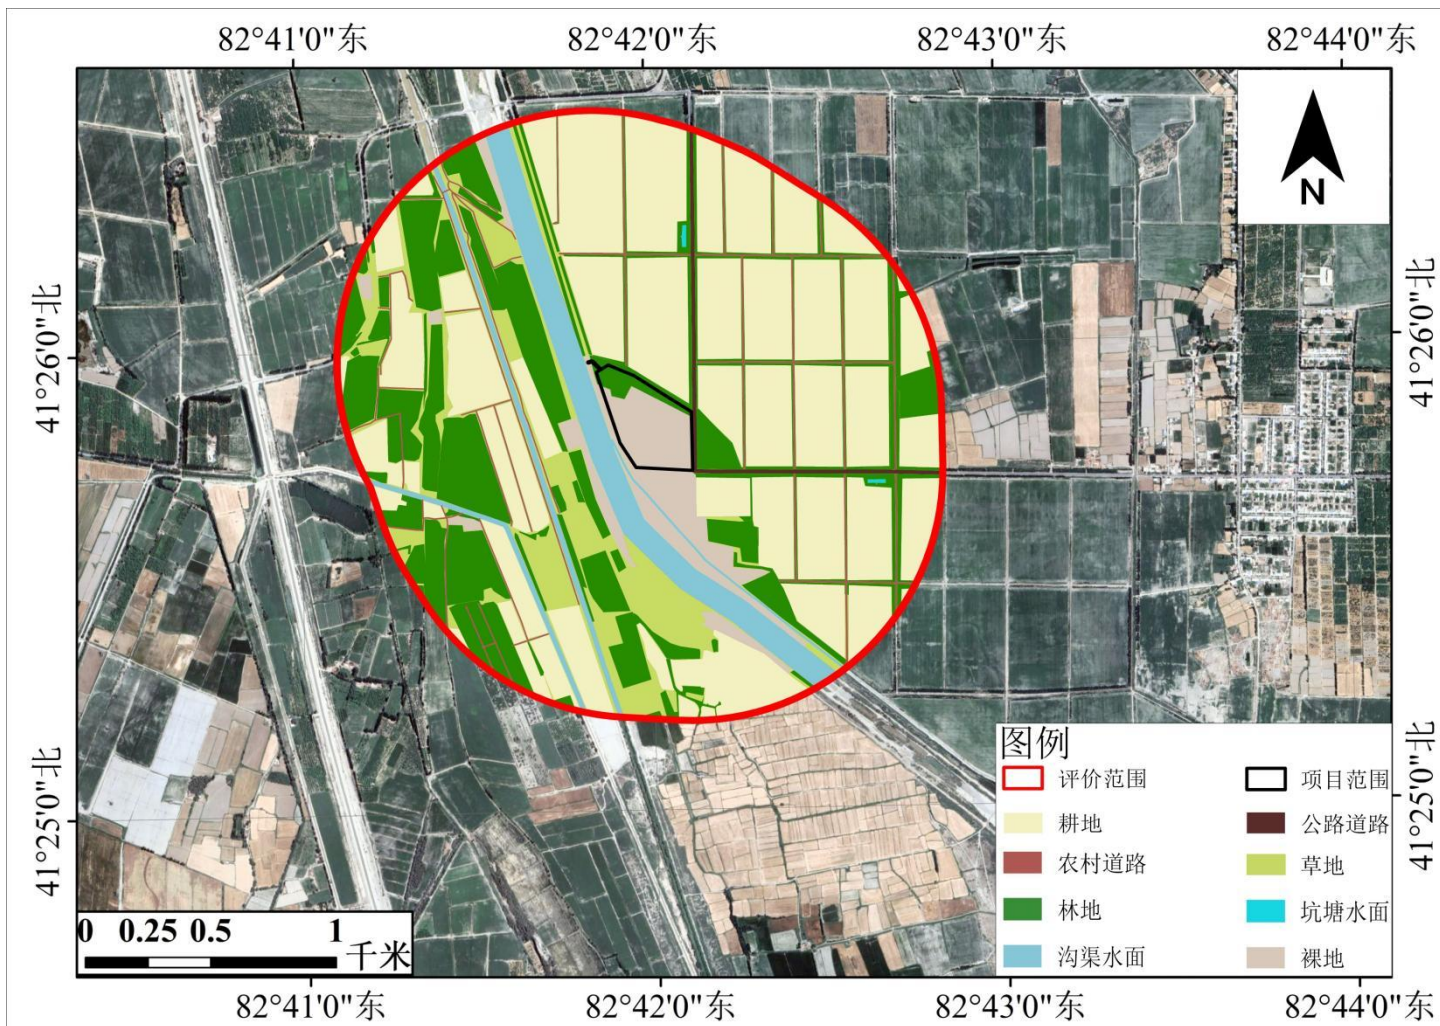 82°41'0"东 82°42'0"东 82°43'0"东 82°44'0"东
N
41°26'0"北
41°26'0"北
41°25'0"北
41°25'0"北
图例
评价范围 项目范围
耕地 公路道路
农村道路 草地
林地 坑塘水面
沟渠水面 裸地
0 0.25 0.5 1
千米
82°41'0"东 82°42'0"东 82°43'0"东 82°44'0"东